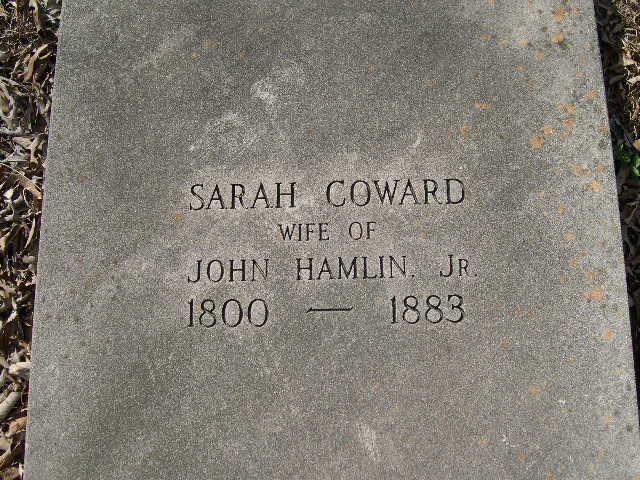 SARAH COWARD
WIFE OF
JOHN HAMLIN, JR.
1800 — 1883